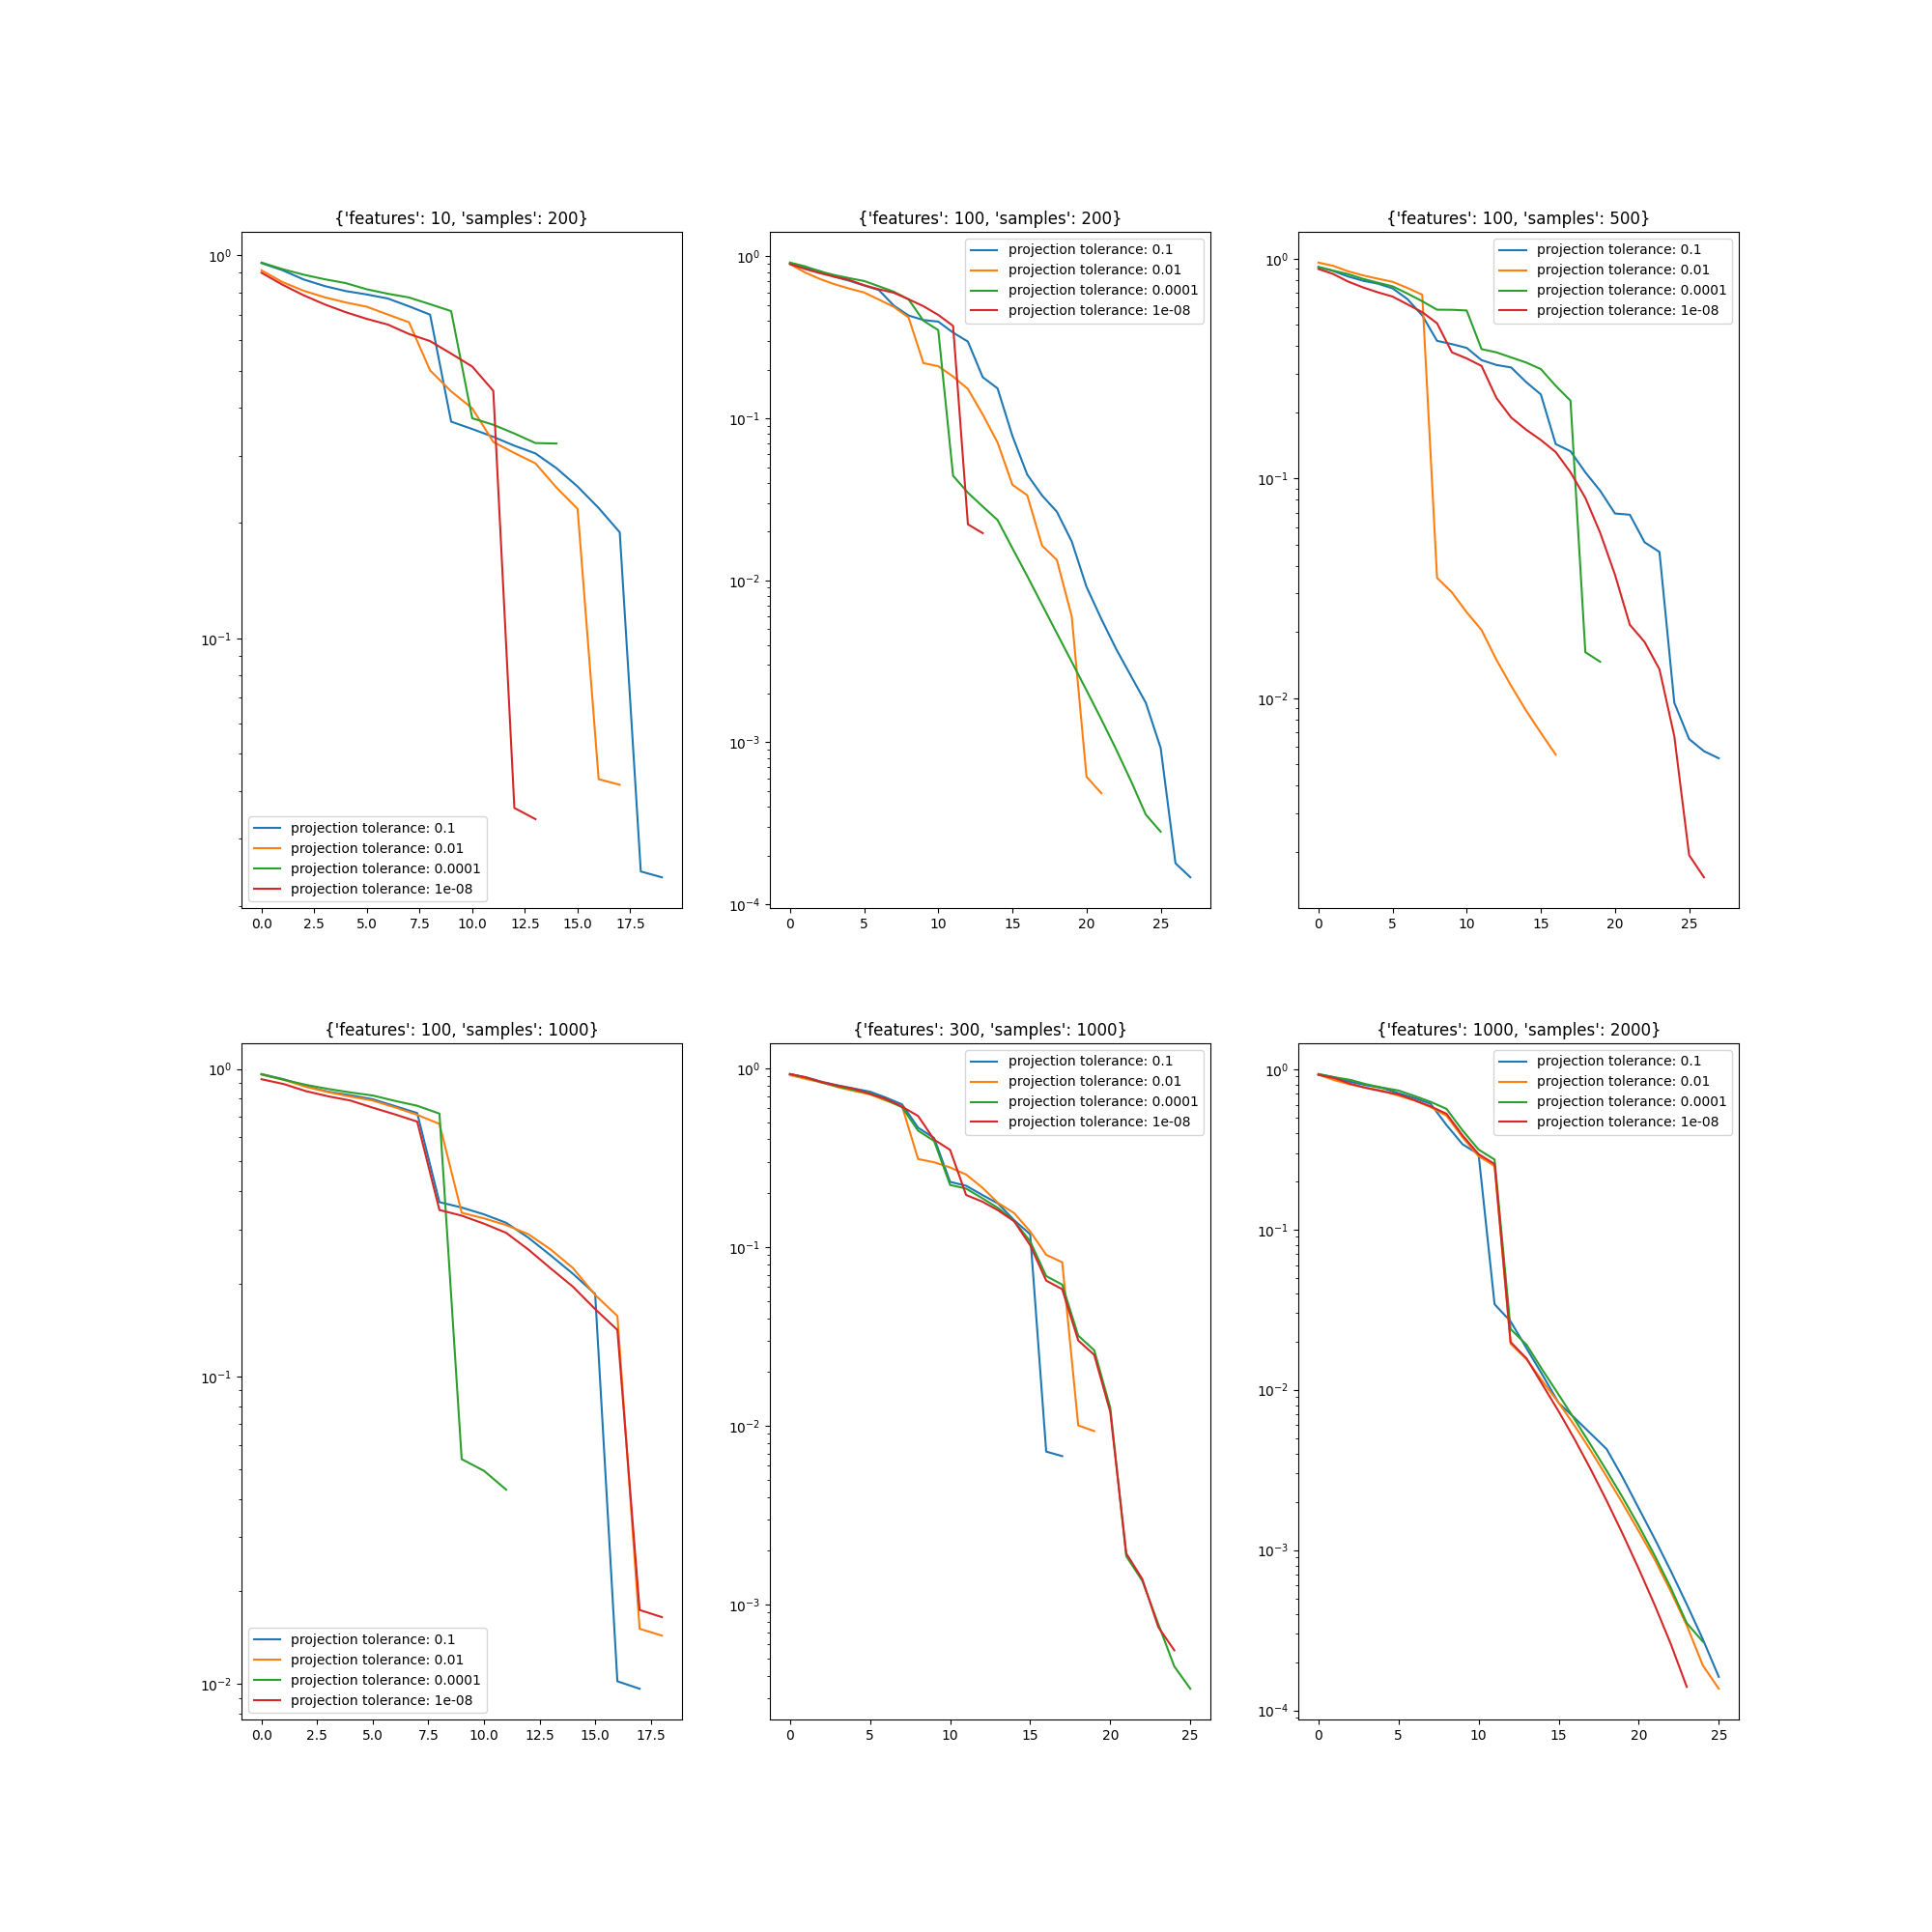 {'features': 10, 'samples': 200}
10⁰
10⁻¹
projection tolerance: 0.1
projection tolerance: 0.01
projection tolerance: 0.0001
projection tolerance: 1e-08
0.0 2.5 5.0 7.5 10.0 12.5 15.0 17.5
{'features': 100, 'samples': 200}
projection tolerance: 0.1
projection tolerance: 0.01
projection tolerance: 0.0001
projection tolerance: 1e-08
10⁰
10⁻¹
10⁻²
10⁻³
10⁻⁴
0 5 10 15 20 25
{'features': 100, 'samples': 500}
projection tolerance: 0.1
projection tolerance: 0.01
projection tolerance: 0.0001
projection tolerance: 1e-08
10⁰
10⁻¹
10⁻²
0 5 10 15 20 25
{'features': 100, 'samples': 1000}
10⁰
10⁻¹
10⁻²
projection tolerance: 0.1
projection tolerance: 0.01
projection tolerance: 0.0001
projection tolerance: 1e-08
0.0 2.5 5.0 7.5 10.0 12.5 15.0 17.5
{'features': 300, 'samples': 1000}
projection tolerance: 0.1
projection tolerance: 0.01
projection tolerance: 0.0001
projection tolerance: 1e-08
10⁰
10⁻¹
10⁻²
10⁻³
0 5 10 15 20 25
{'features': 1000, 'samples': 2000}
projection tolerance: 0.1
projection tolerance: 0.01
projection tolerance: 0.0001
projection tolerance: 1e-08
10⁰
10⁻¹
10⁻²
10⁻³
10⁻⁴
0 5 10 15 20 25